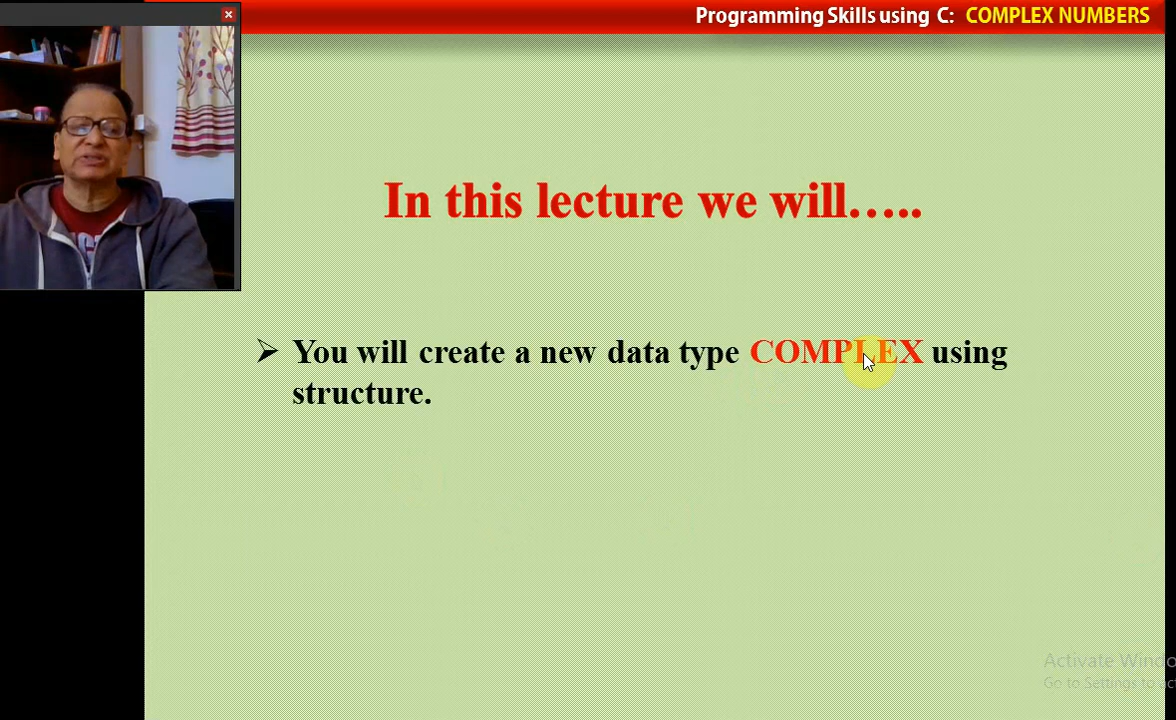 Programming Skills using C: COMPLEX NUMBERS
In this lecture we will.....
➢ You will create a new data type COMPLEX using
structure.
Activate Windo
Go to Settings to act